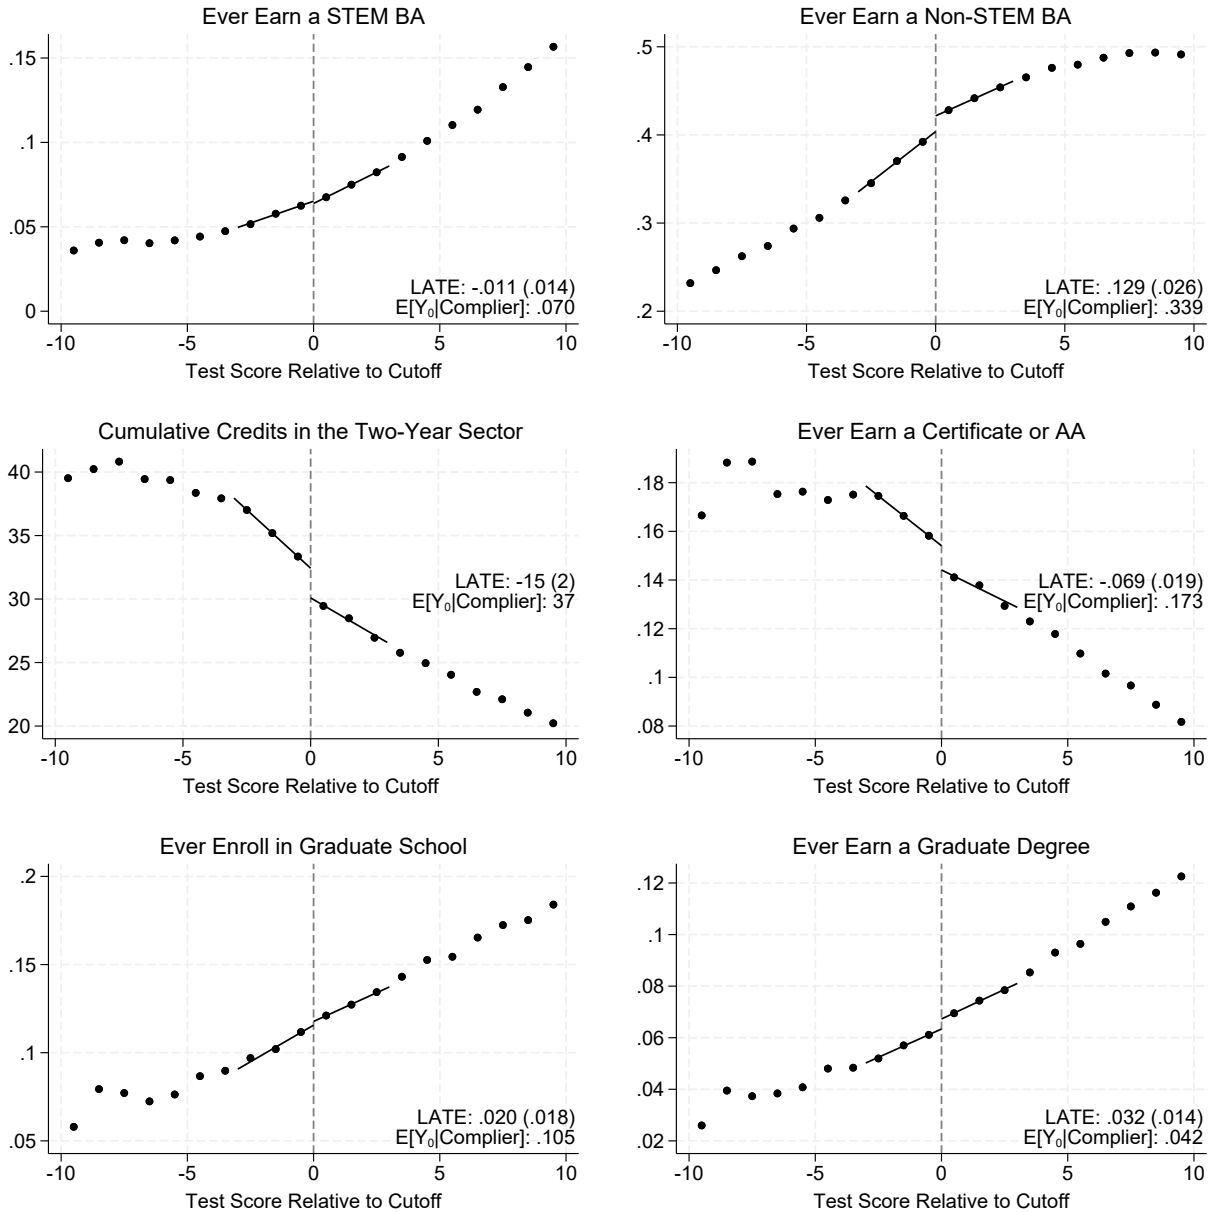 Ever Earn a STEM BA
.15
.1
.05
0
LATE: -.011 (.014)
E[Y₀|Complier]: .070
-10 -5 0 5 10
Test Score Relative to Cutoff
Ever Earn a Non-STEM BA
.5
.4
.3
.2
LATE: .129 (.026)
E[Y₀|Complier]: .339
-10 -5 0 5 10
Test Score Relative to Cutoff
Cumulative Credits in the Two-Year Sector
40
35
30
25
20
LATE: -15 (2)
E[Y₀|Complier]: 37
-10 -5 0 5 10
Test Score Relative to Cutoff
Ever Earn a Certificate or AA
.18
.16
.14
.12
.1
.08
LATE: -.069 (.019)
E[Y₀|Complier]: .173
-10 -5 0 5 10
Test Score Relative to Cutoff
Ever Enroll in Graduate School
.2
.15
.1
.05
LATE: .020 (.018)
E[Y₀|Complier]: .105
-10 -5 0 5 10
Test Score Relative to Cutoff
Ever Earn a Graduate Degree
.12
.1
.08
.06
.04
.02
LATE: .032 (.014)
E[Y₀|Complier]: .042
-10 -5 0 5 10
Test Score Relative to Cutoff